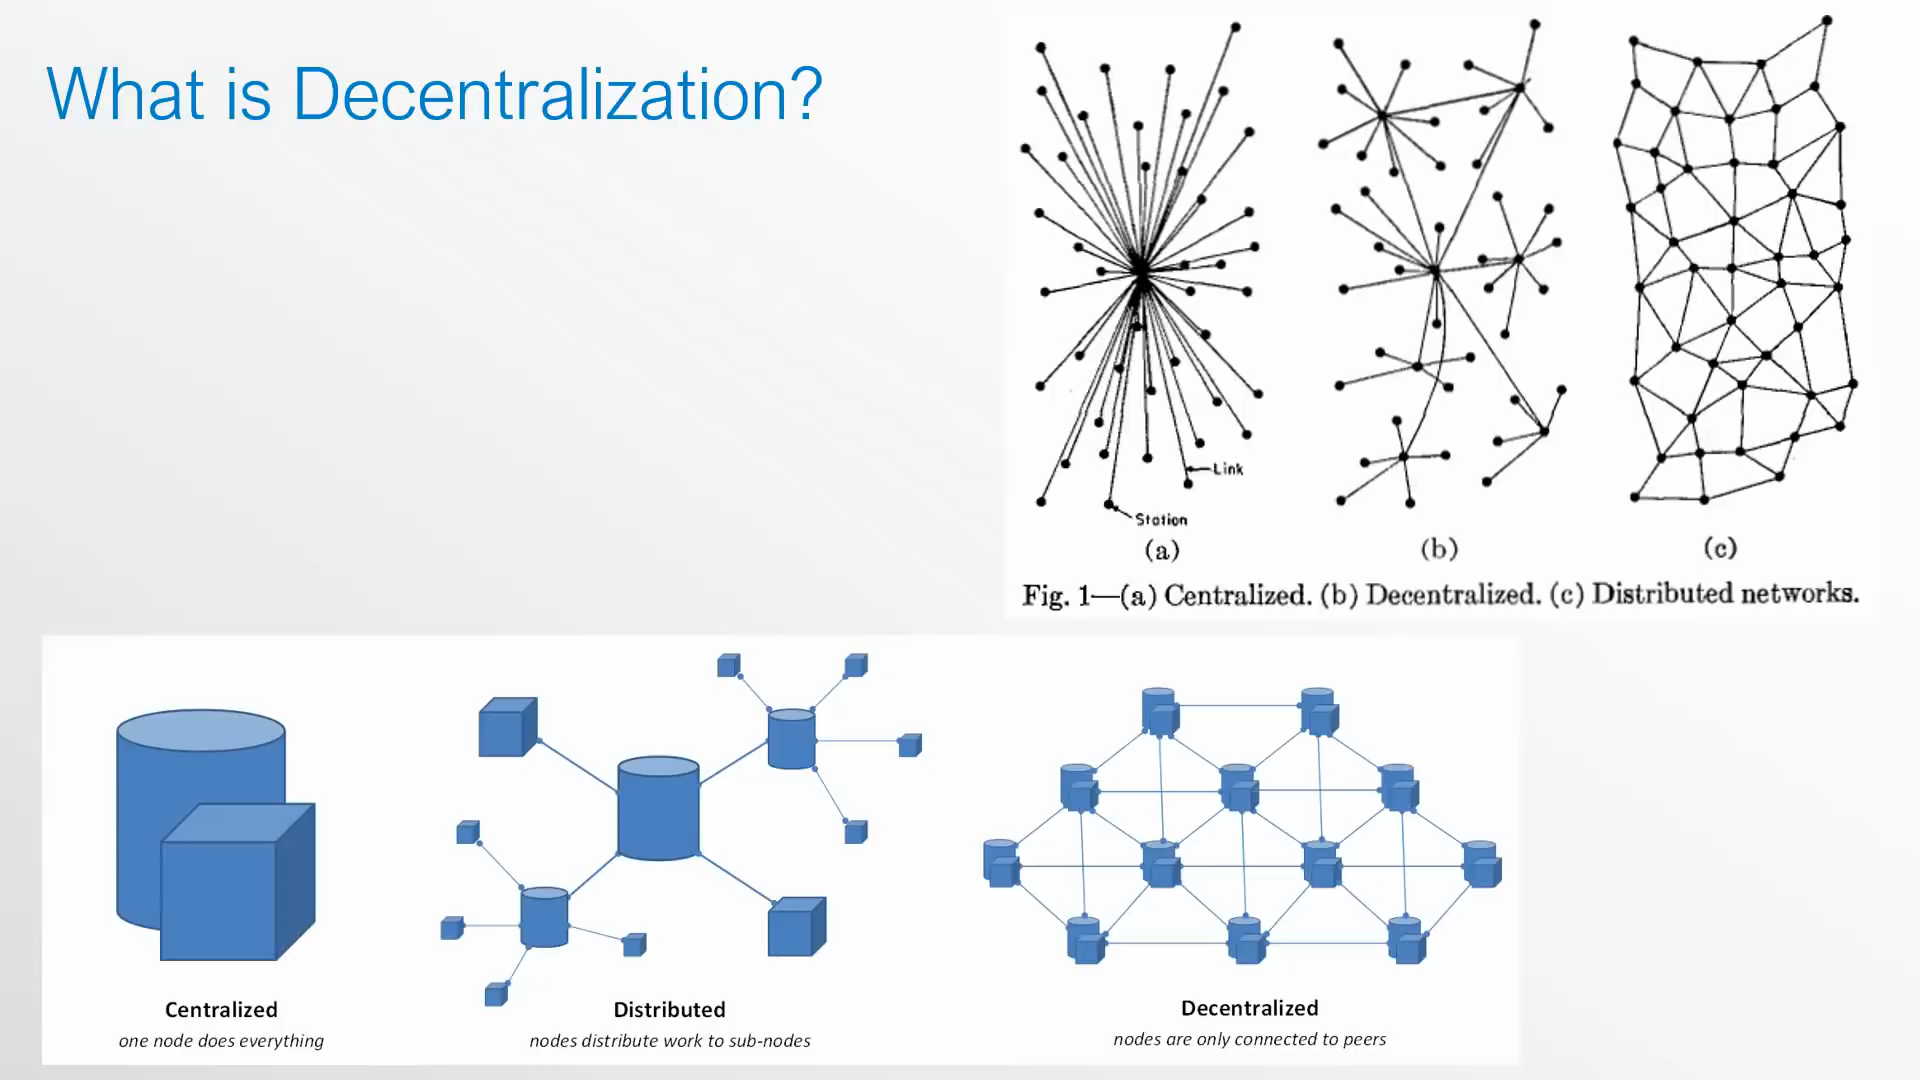 What is Decentralization?
Link
Station
(a)
(b)
(c)
Fig. 1—(a) Centralized. (b) Decentralized. (c) Distributed networks.
Centralized
one node does everything
Distributed
nodes distribute work to sub-nodes
Decentralized
nodes are only connected to peers